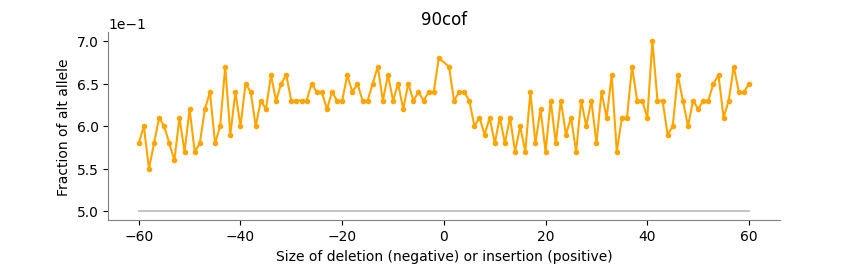 90cof
1e−1
7.0
6.5
6.0
5.5
5.0
Fraction of alt allele
−60 −40 −20 0 20 40 60
Size of deletion (negative) or insertion (positive)